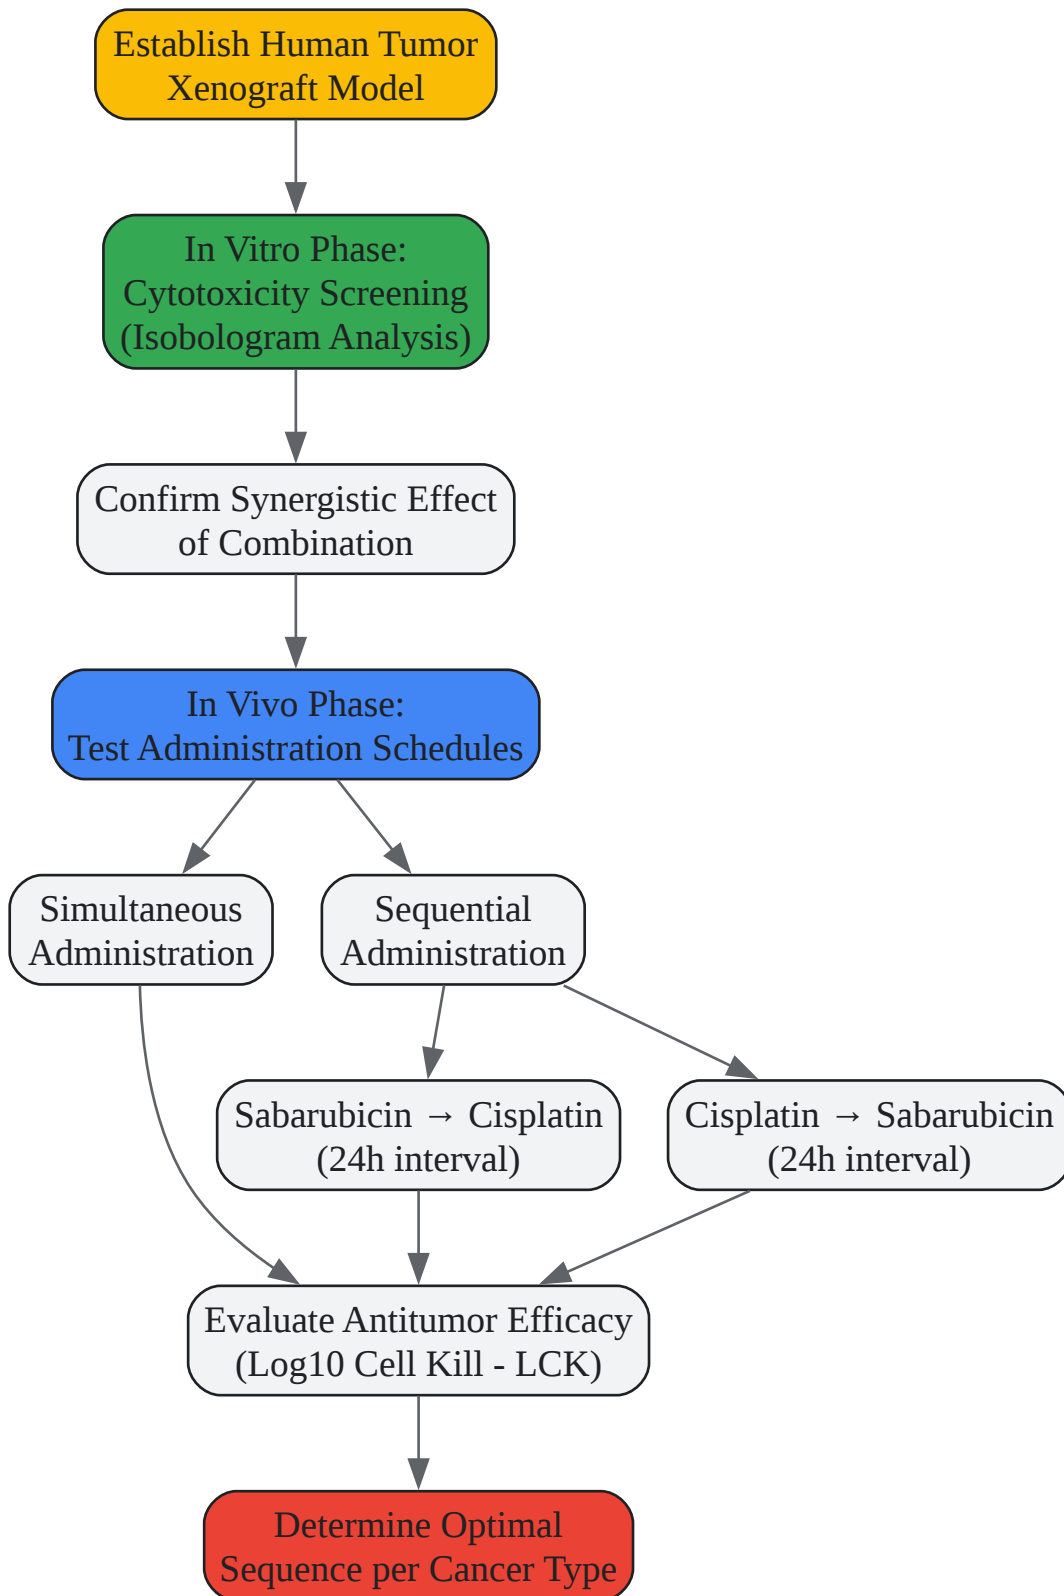 Establish Human Tumor
Xenograft Model
In Vitro Phase:
Cytotoxicity Screening
(Isobologram Analysis)
Confirm Synergistic Effect
of Combination
In Vivo Phase:
Test Administration Schedules
Simultaneous
Administration
Sequential
Administration
Sabarubicin → Cisplatin
(24h interval)
Cisplatin → Sabarubicin
(24h interval)
Evaluate Antitumor Efficacy
(Log10 Cell Kill - LCK)
Determine Optimal
Sequence per Cancer Type